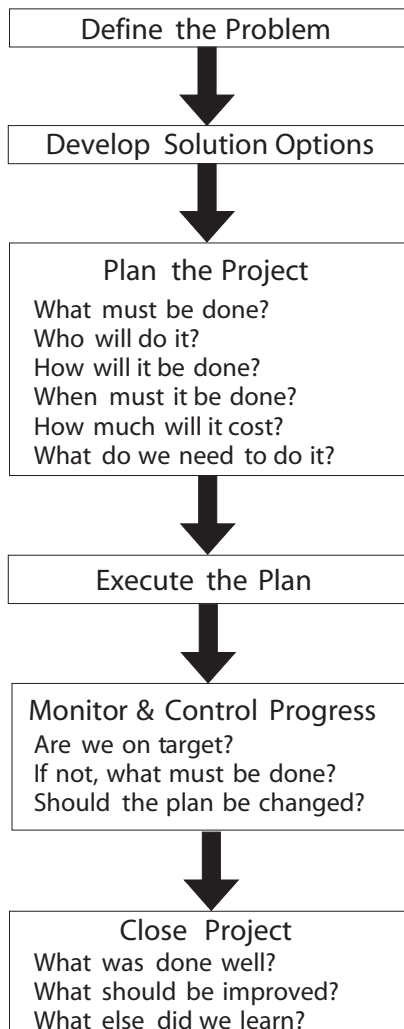 Define the Problem
Develop Solution Options
Plan the Project
What must be done?
Who will do it?
How will it be done?
When must it be done?
How much will it cost?
What do we need to do it?
Execute the Plan
Monitor & Control Progress
Are we on target?
If not, what must be done?
Should the plan be changed?
Close Project
What was done well?
What should be improved?
What else did we learn?